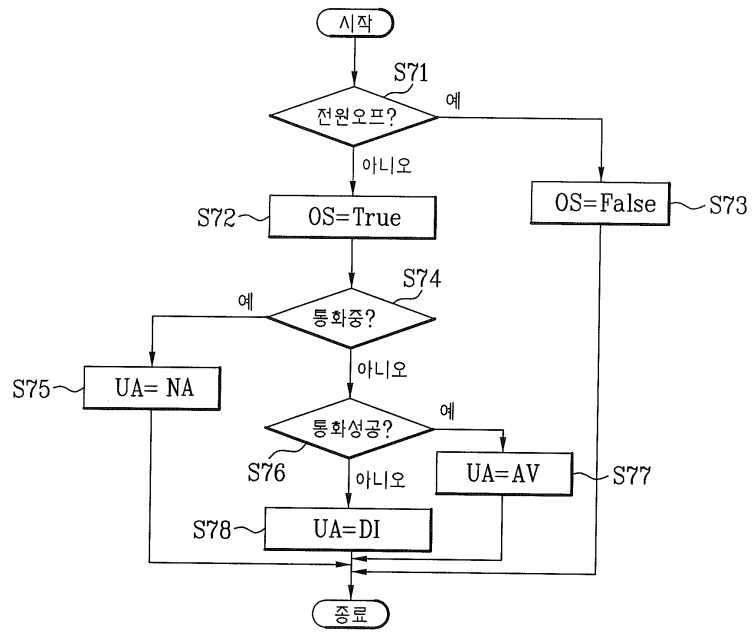 시작
S71
전원오프?
예
아니오
S72
OS=True
OS=False
S73
S74
예
통화중?
S75
UA= NA
아니오
통화성공?
예
S76
아니오
UA=AV
S77
S78
UA=DI
종료